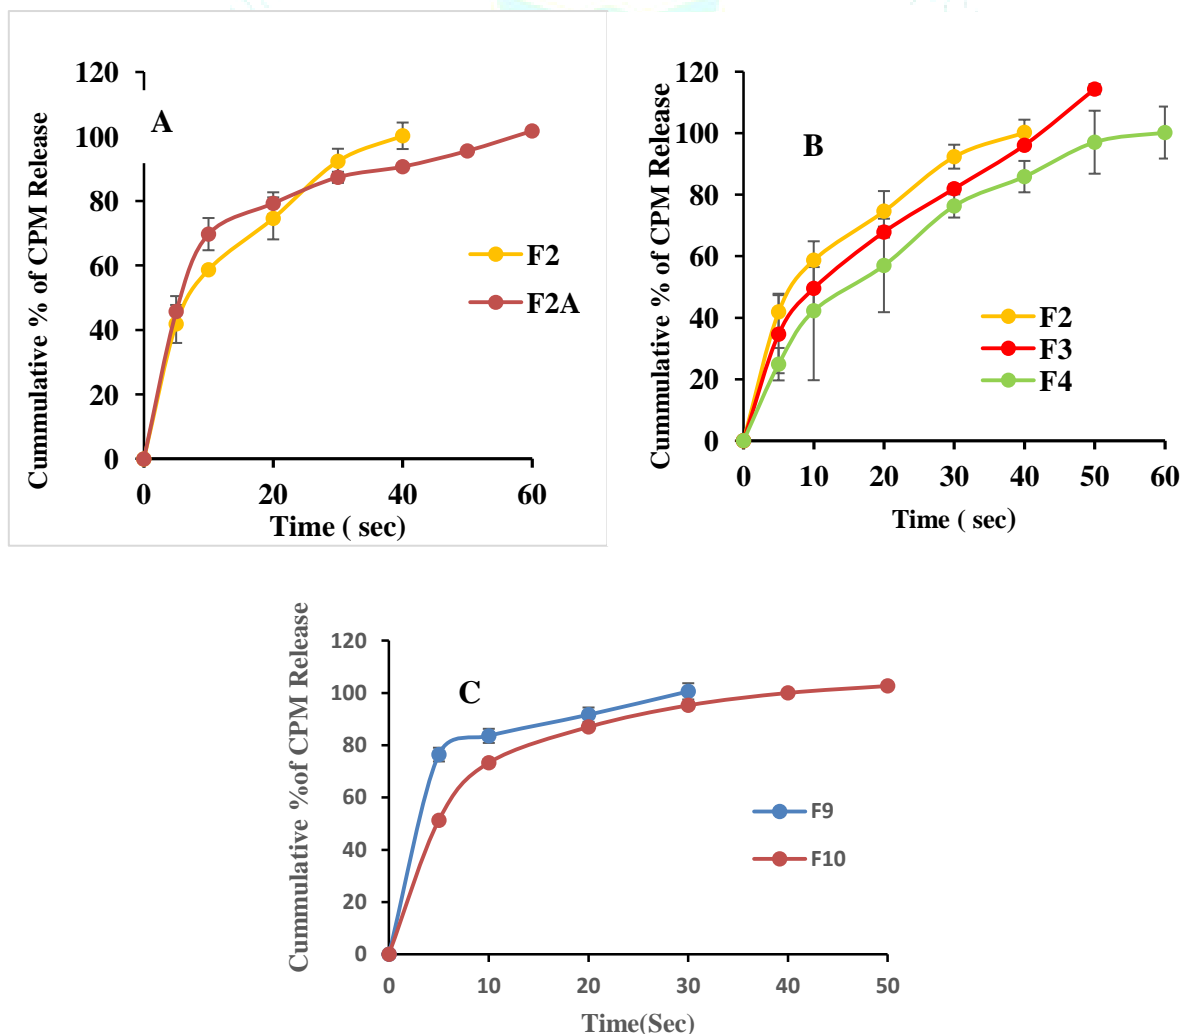 A
Cummulative % of CPM Release
120
100
80
60
40
20
0
0 20 40 60
Time ( sec)
F2
F2A
B
Cummulative % of CPM Release
120
100
80
60
40
20
0
0 10 20 30 40 50 60
Time ( sec)
F2
F3
F4
C
Cummulative %of CPM Release
120
100
80
60
40
20
0
0 10 20 30 40 50
Time(Sec)
F9
F10